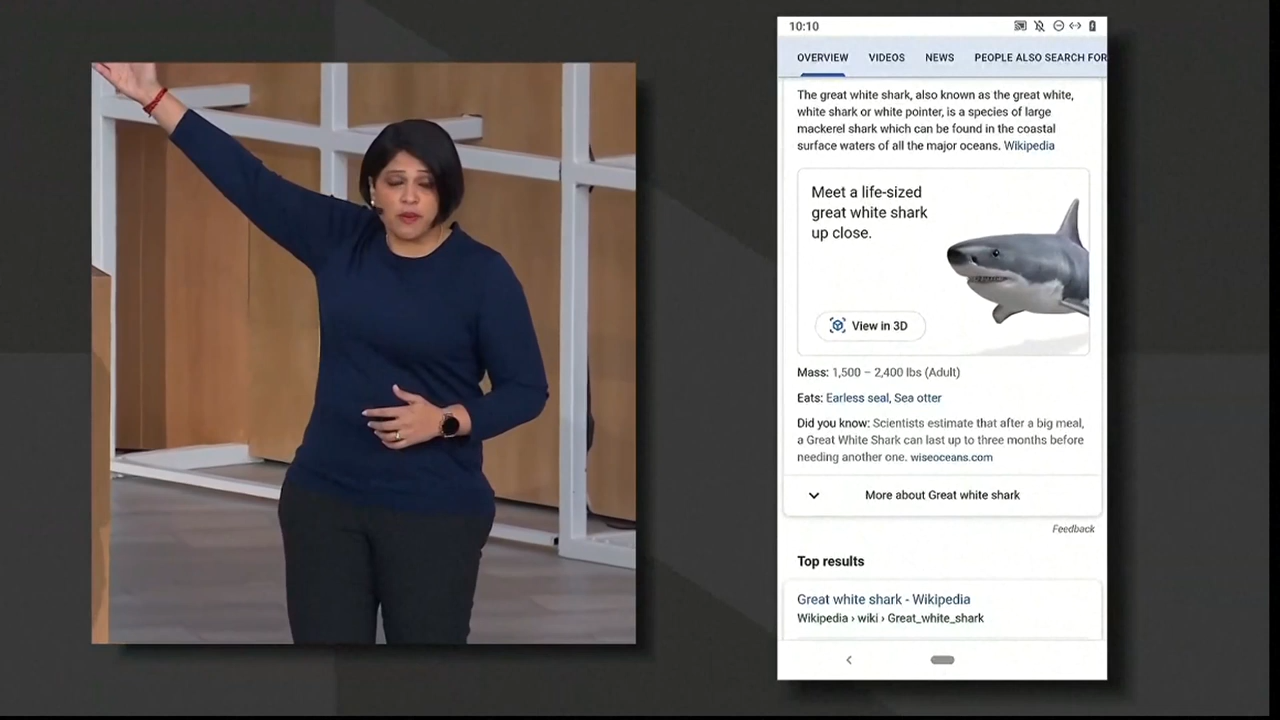 10:10
OVERVIEW VIDEOS NEWS PEOPLE ALSO SEARCH FOR
The great white shark, also known as the great white,
white shark or white pointer, is a species of large
mackerel shark which can be found in the coastal
surface waters of all the major oceans. Wikipedia
Meet a life-sized
great white shark
up close.
View in 3D
Mass: 1,500 – 2,400 lbs (Adult)
Eats: Earless seal, Sea otter
Did you know: Scientists estimate that after a big meal,
a Great White Shark can last up to three months before
needing another one. wiseoceans.com
More about Great white shark
Feedback
Top results
Great white shark - Wikipedia
Wikipedia › wiki › Great_white_shark